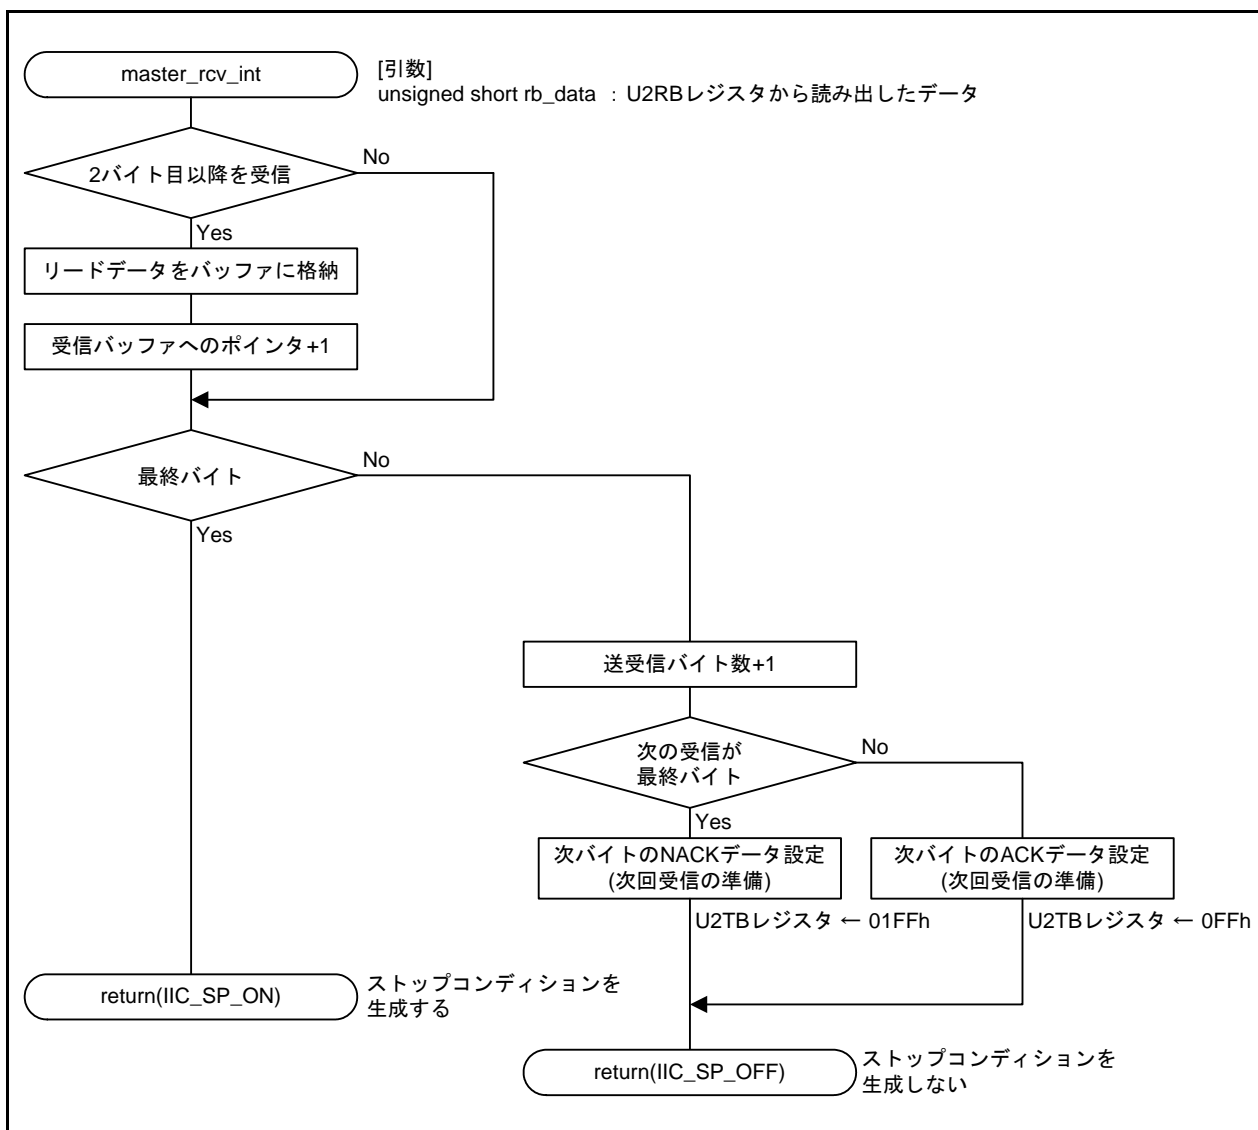 master_rcv_int
[引数]
unsigned short rb_data : U2RBレジスタから読み出したデータ
2バイト目以降を受信
No
Yes
リードデータをバッファに格納
受信バッファへのポインタ+1
最終バイト
No
Yes
送受信バイト数+1
次の受信が
最終バイト
No
Yes
次バイトのNACKデータ設定
(次回受信の準備)
次バイトのACKデータ設定
(次回受信の準備)
U2TBレジスタ ← 01FFh
U2TBレジスタ ← 0FFh
return(IIC_SP_ON)
ストップコンディションを
生成する
return(IIC_SP_OFF)
ストップコンディションを
生成しない